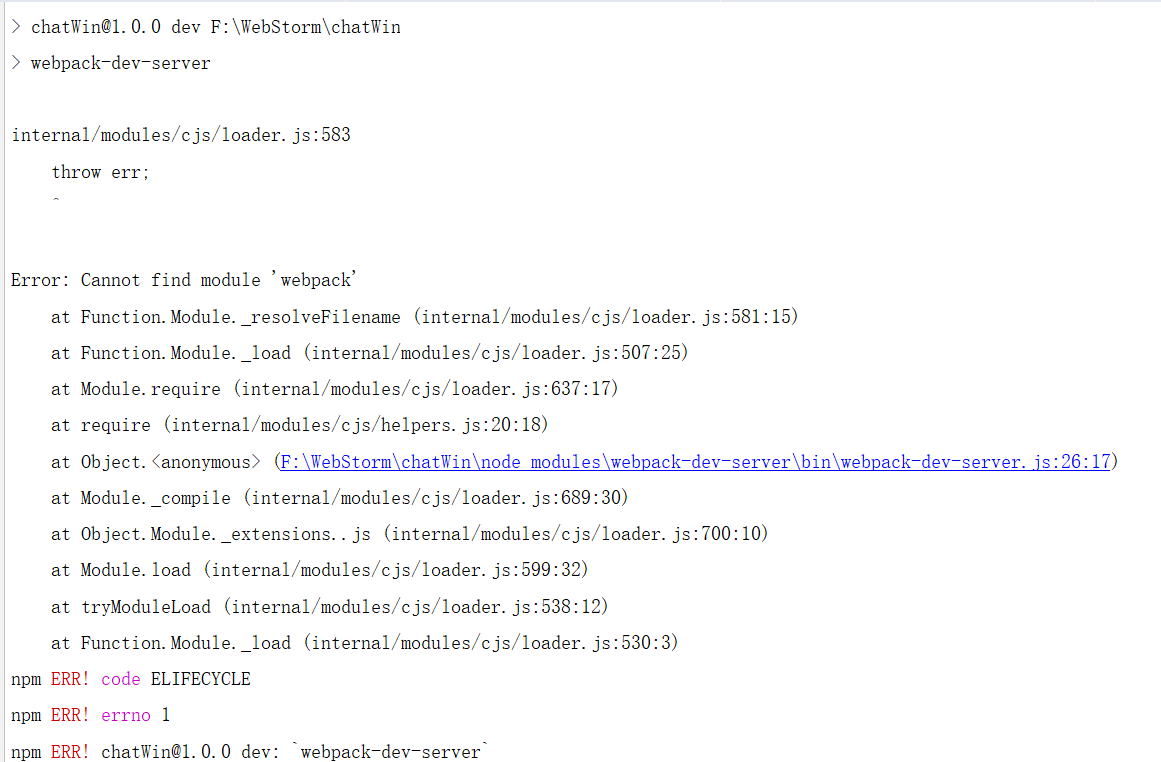 > chatWin@1.0.0 dev F:\WebStorm\chatWin
> webpack-dev-server
internal/modules/cjs/loader.js:583
    throw err;
    ^
Error: Cannot find module 'webpack'
    at Function.Module._resolveFilename (internal/modules/cjs/loader.js:581:15)
    at Function.Module._load (internal/modules/cjs/loader.js:507:25)
    at Module.require (internal/modules/cjs/loader.js:637:17)
    at require (internal/modules/cjs/helpers.js:20:18)
    at Object.<anonymous> (F:\WebStorm\chatWin\node_modules\webpack-dev-server\bin\webpack-dev-server.js:26:17)
    at Module._compile (internal/modules/cjs/loader.js:689:30)
    at Object.Module._extensions..js (internal/modules/cjs/loader.js:700:10)
    at Module.load (internal/modules/cjs/loader.js:599:32)
    at tryModuleLoad (internal/modules/cjs/loader.js:538:12)
    at Function.Module._load (internal/modules/cjs/loader.js:530:3)
npm ERR! code ELIFECYCLE
npm ERR! errno 1
npm ERR! chatWin@1.0.0 dev: `webpack-dev-server`